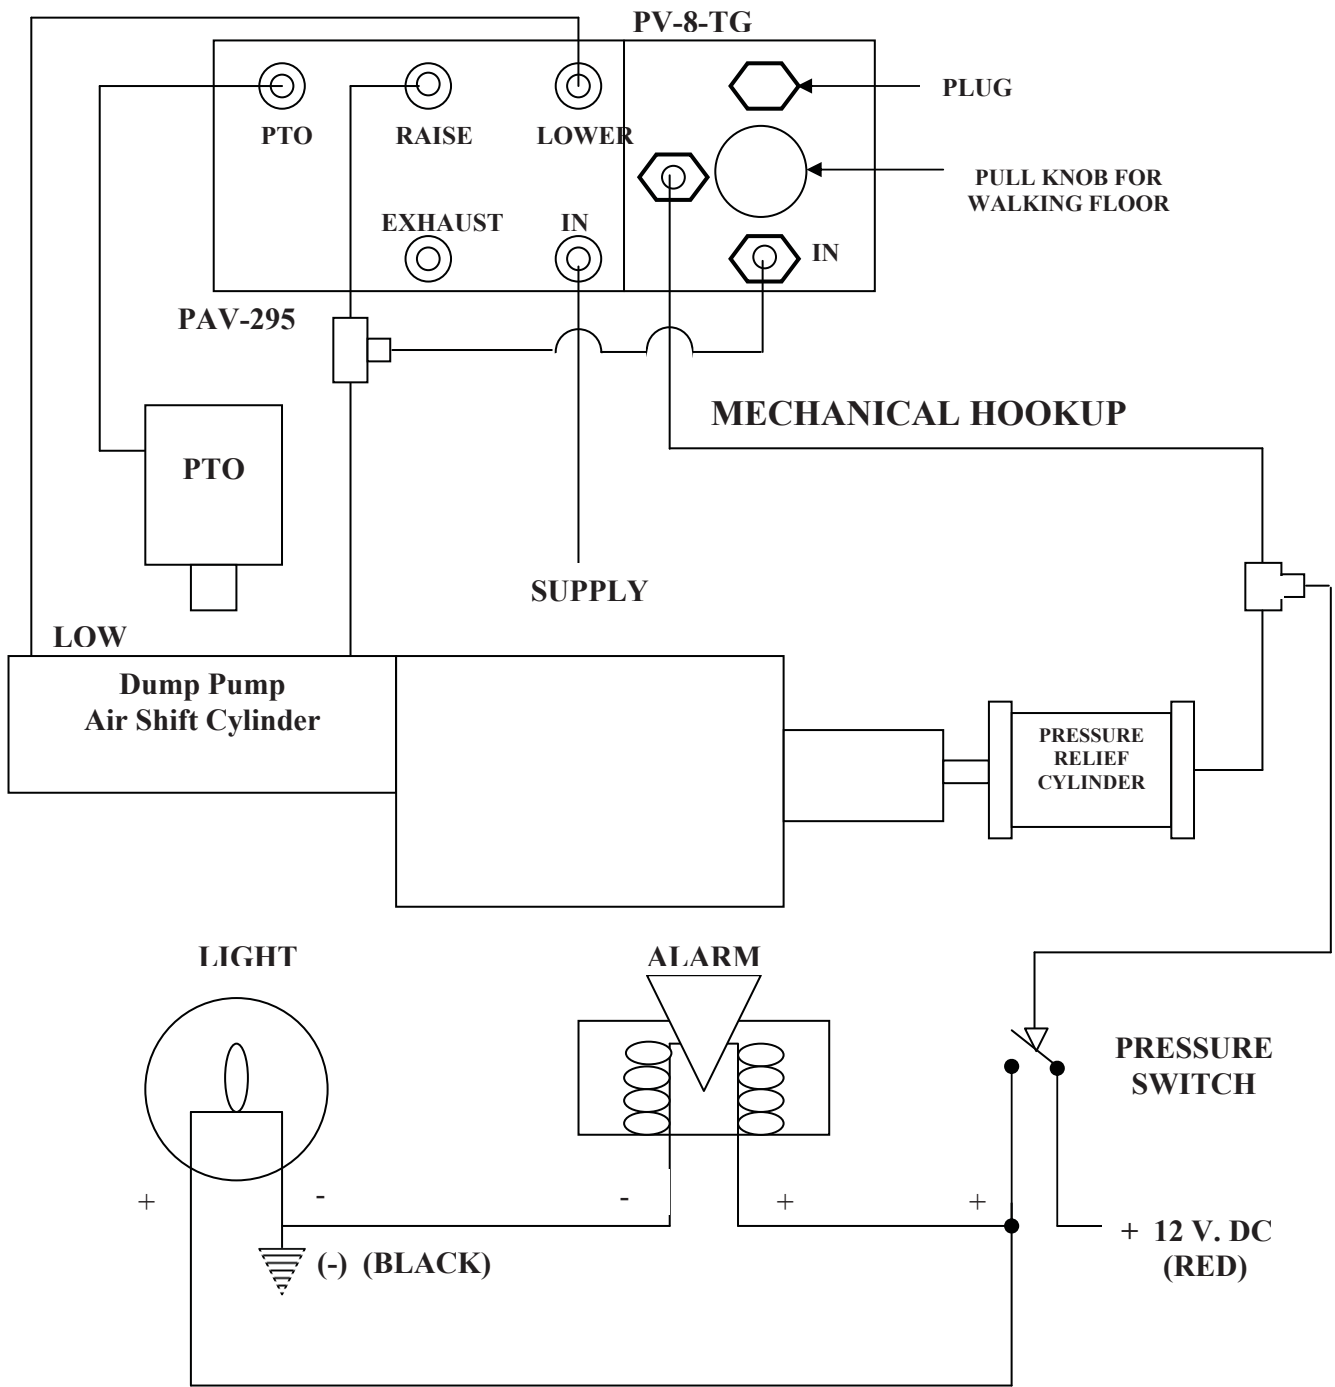 PV-8-TG
PLUG
PTO
RAISE
LOWER
PULL KNOB FOR
WALKING FLOOR
EXHAUST
IN
IN
PAV-295
MECHANICAL HOOKUP
PTO
SUPPLY
LOW
Dump Pump
Air Shift Cylinder
PRESSURE
RELIEF
CYLINDER
LIGHT
ALARM
PRESSURE
SWITCH
+
-
-
+
+
+ 12 V. DC
(RED)
(-) (BLACK)